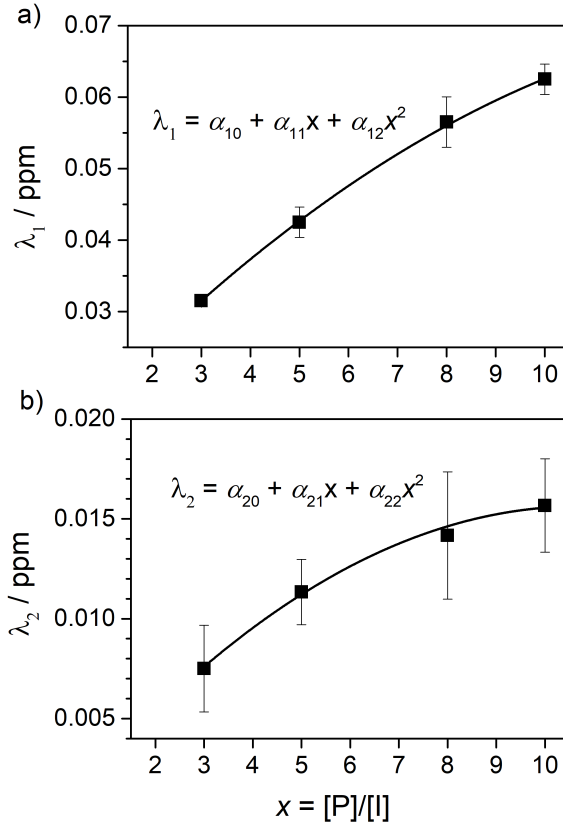 a)
0.07
0.06
0.05
0.04
0.03
λ₁ / ppm
λ₁ = α₁₀ + α₁₁x + α₁₂x²
2 3 4 5 6 7 8 9 10
b)
0.020
0.015
0.010
0.005
λ₂ / ppm
λ₂ = α₂₀ + α₂₁x + α₂₂x²
2 3 4 5 6 7 8 9 10
x = [P]/[I]